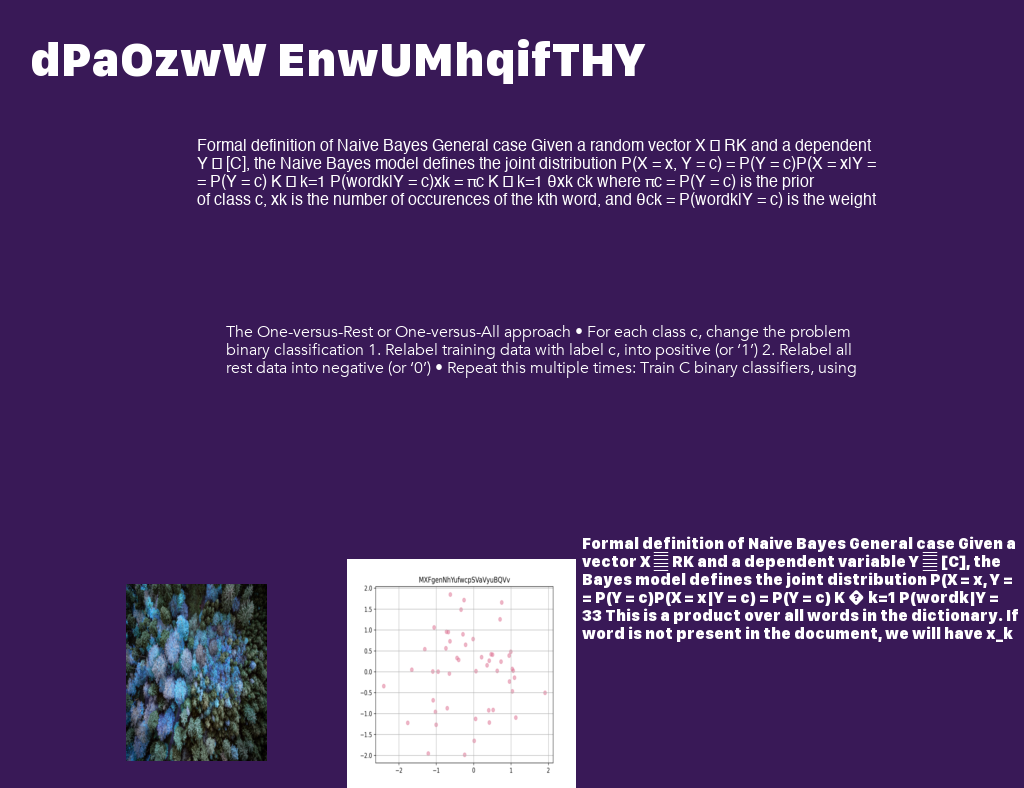 dPaOzwW EnwUMhqifTHY
Formal definition of Naive Bayes General case Given a random vector X □ RK and a dependent
Y □ [C], the Naive Bayes model defines the joint distribution P(X = x, Y = c) = P(Y = c)P(X = x|Y =
= P(Y = c) K □ k=1 P(wordk|Y = c)xk = πc K □ k=1 θxk ck where πc = P(Y = c) is the prior
of class c, xk is the number of occurences of the kth word, and θck = P(wordk|Y = c) is the weight
The One-versus-Rest or One-versus-All approach • For each class c, change the problem
binary classification 1. Relabel training data with label c, into positive (or ‘1’) 2. Relabel all
rest data into negative (or ‘0’) • Repeat this multiple times: Train C binary classifiers, using
Formal definition of Naive Bayes General case Given a
vector X RK and a dependent variable Y [C], the
Bayes model defines the joint distribution P(X = x, Y =
= P(Y = c)P(X = x|Y = c) = P(Y = c) K � k=1 P(wordk|Y =
33 This is a product over all words in the dictionary. If
word is not present in the document, we will have x_k
MXFgenNhYufwcpSVaVyuBQVv
2.0
1.5
1.0
0.5
0.0
−0.5
−1.0
−1.5
−2.0
−2 −1 0 1 2